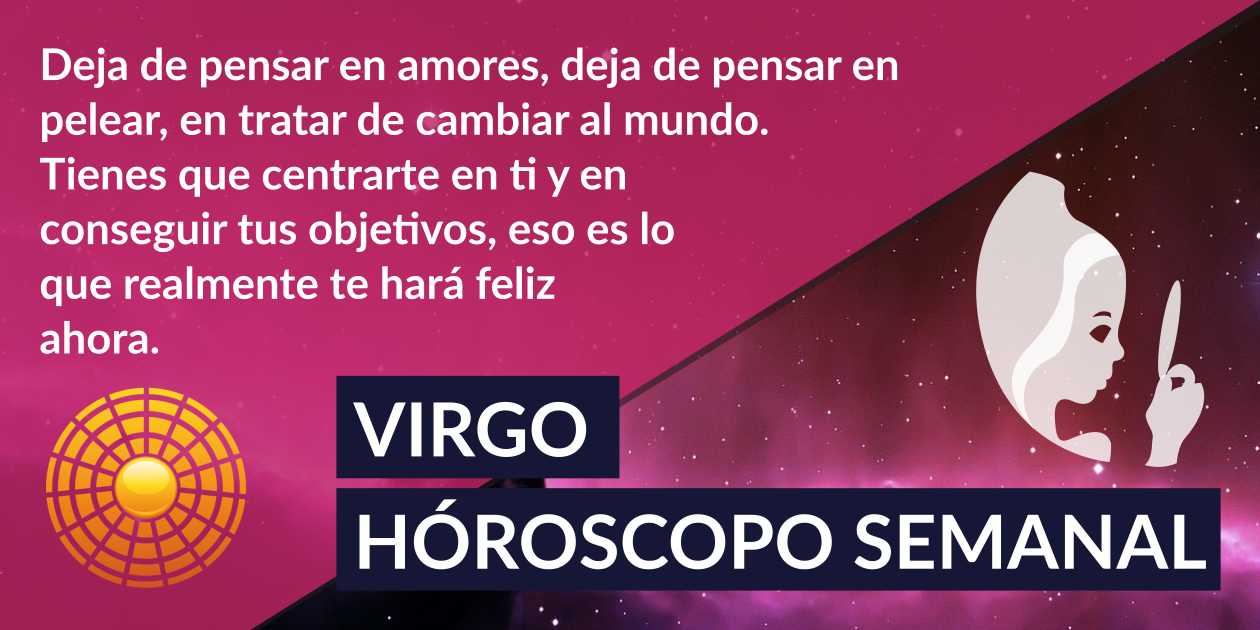 Deja de pensar en amores, deja de pensar en
pelear, en tratar de cambiar al mundo.
Tienes que centrarte en ti y en
conseguir tus objetivos, eso es lo
que realmente te hará feliz
ahora.
VIRGO
HÓROSCOPO SEMANAL